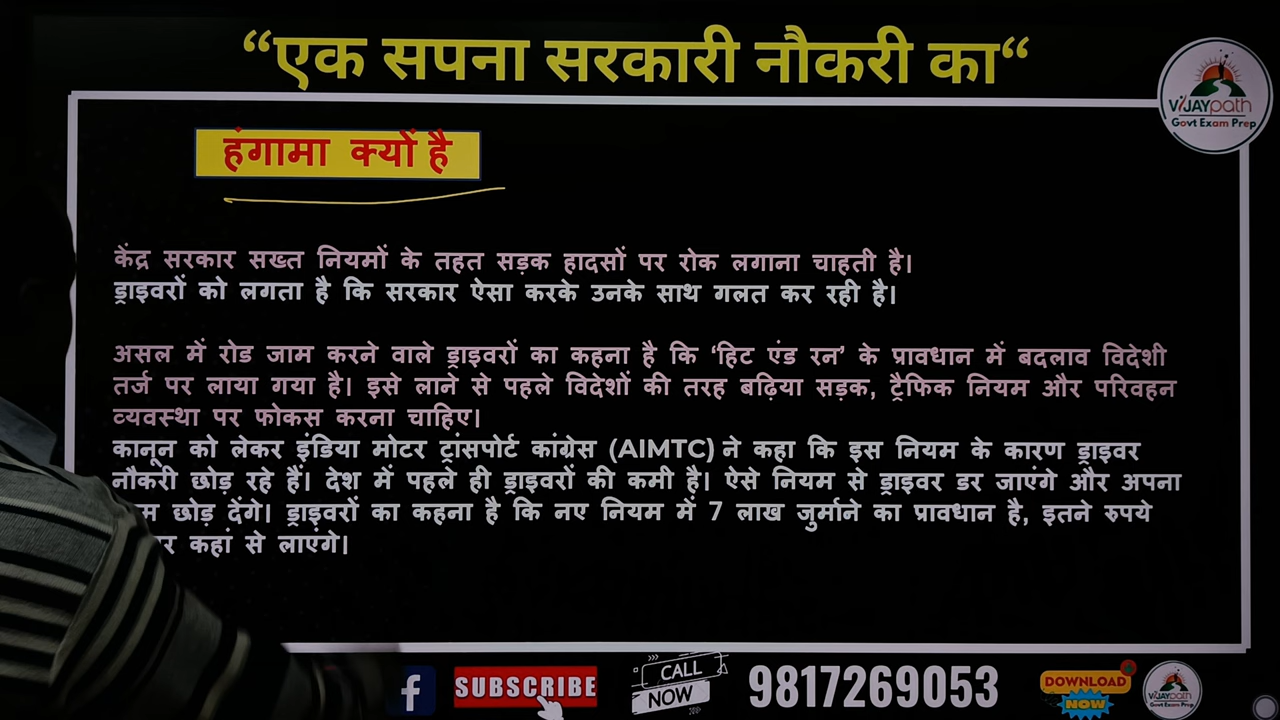 “एक सपना सरकारी नौकरी का“
VIJAYpath
Govt Exam Prep
हंगामा क्यों है
केंद्र सरकार सख्त नियमों के तहत सड़क हादसों पर रोक लगाना चाहती है।
ड्राइवरों को लगता है कि सरकार ऐसा करके उनके साथ गलत कर रही है।
असल में रोड जाम करने वाले ड्राइवरों का कहना है कि ‘हिट एंड रन’ के प्रावधान में बदलाव विदेशी
तर्ज पर लाया गया है। इसे लाने से पहले विदेशों की तरह बढ़िया सड़क, ट्रैफिक नियम और परिवहन
व्यवस्था पर फोकस करना चाहिए।
कानून को लेकर इंडिया मोटर ट्रांसपोर्ट कांग्रेस (AIMTC) ने कहा कि इस नियम के कारण ड्राइवर
नौकरी छोड़ रहे हैं। देश में पहले ही ड्राइवरों की कमी है। ऐसे नियम से ड्राइवर डर जाएंगे और अपना
छोड़ देंगे। ड्राइवरों का कहना है कि नए नियम में 7 लाख जुर्माने का प्रावधान है, इतने रुपये
कहां से लाएंगे।
f
SUBSCRIBE
CALL
NOW
9817269053
DOWNLOAD
NOW
VIJAYpath
Govt Exam Prep